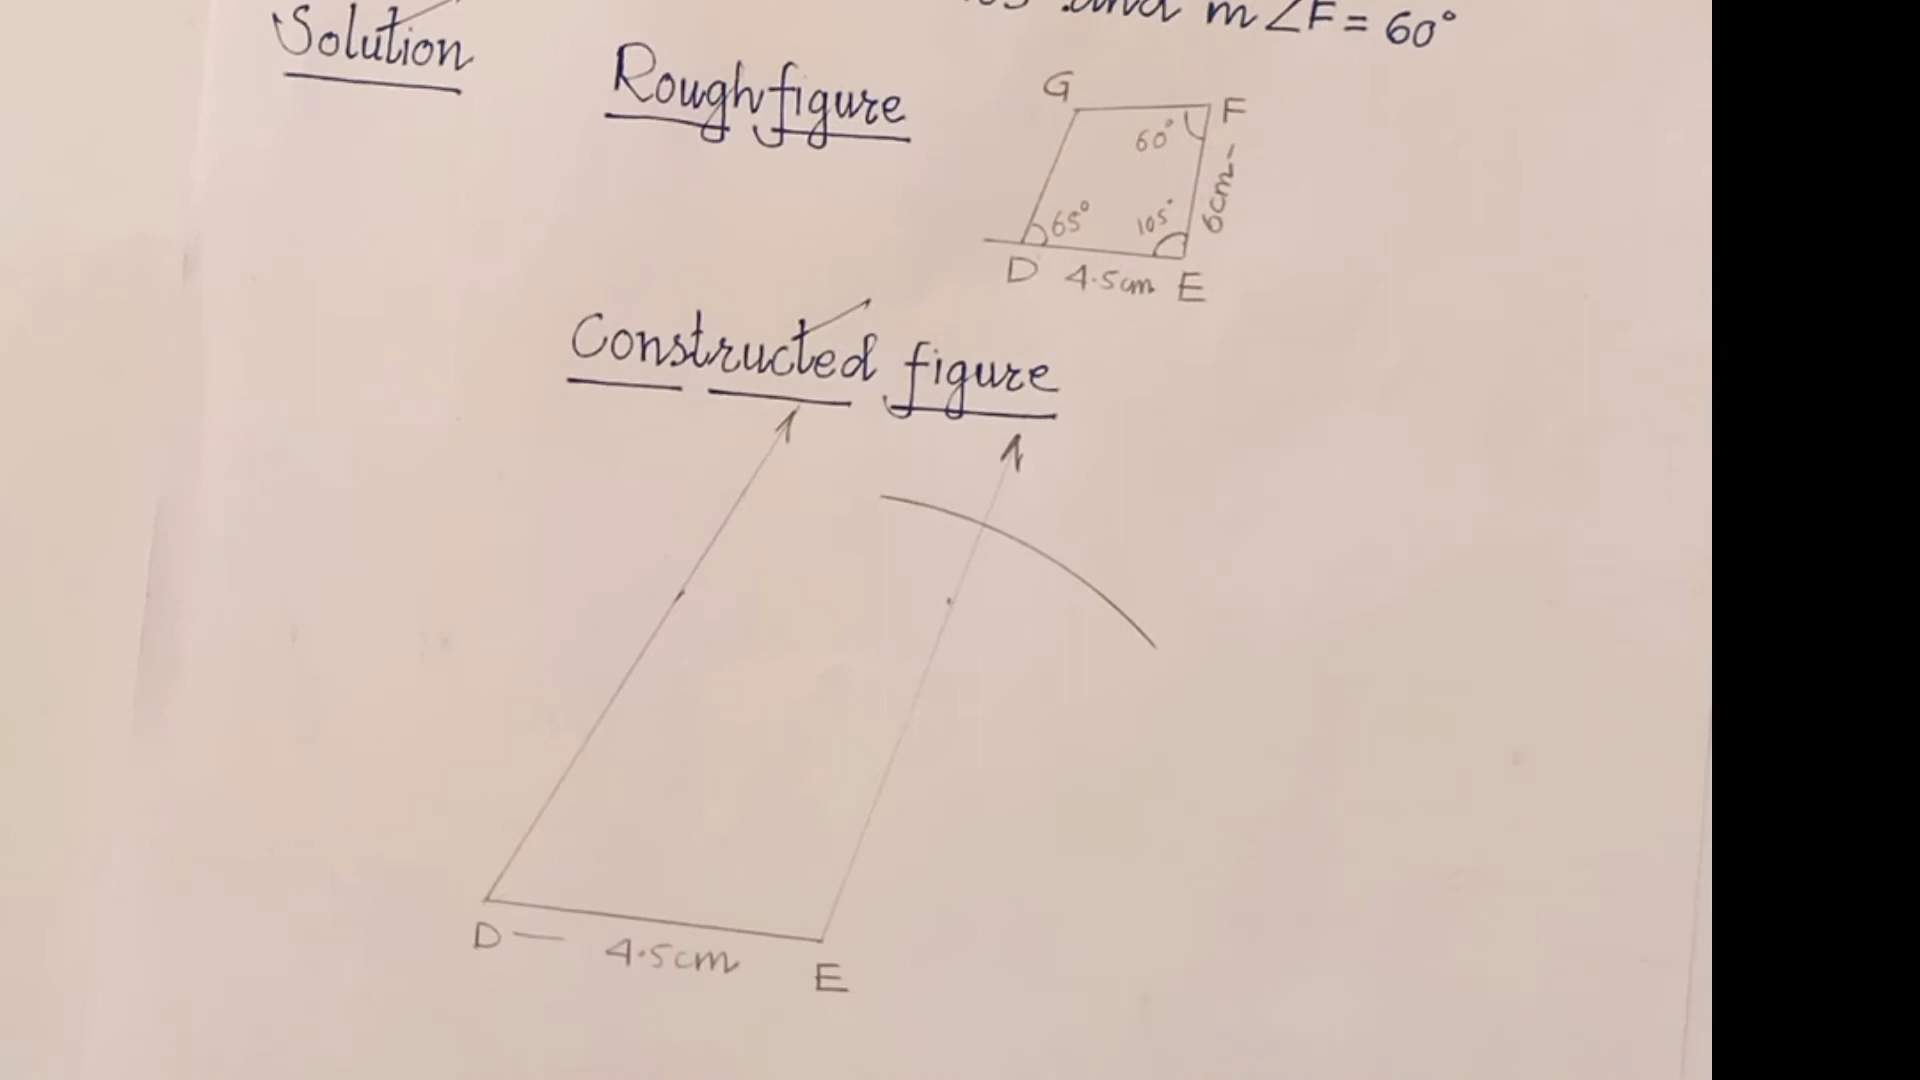 and m∠F = 60°
Solution
Rough figure
G
F
60°
6cm
65°
105°
D 4.5cm E
Constructed figure
D — 4.5cm
E